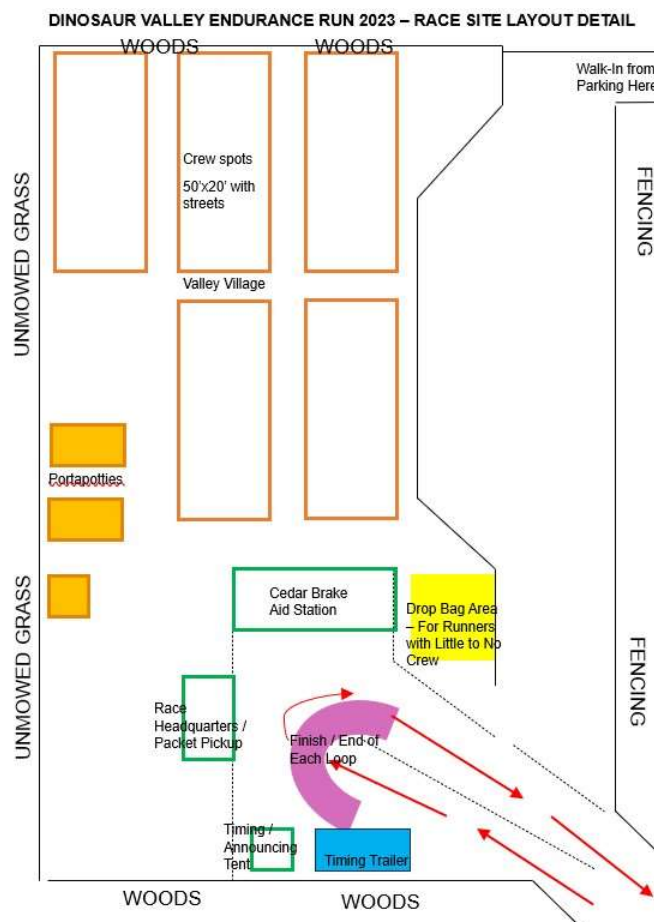 DINOSAUR VALLEY ENDURANCE RUN 2023 – RACE SITE LAYOUT DETAIL
WOODS
WOODS
Walk-In from
Parking Here
Crew spots
50'x20' with
streets
UNMOWED GRASS
FENCING
Valley Village
Portapotties
Cedar Brake
Aid Station
Drop Bag Area
– For Runners
with Little to No
Crew
UNMOWED GRASS
FENCING
Race
Headquarters /
Packet Pickup
Finish / End of
Each Loop
Timing /
Announcing
Tent
Timing Trailer
WOODS
WOODS